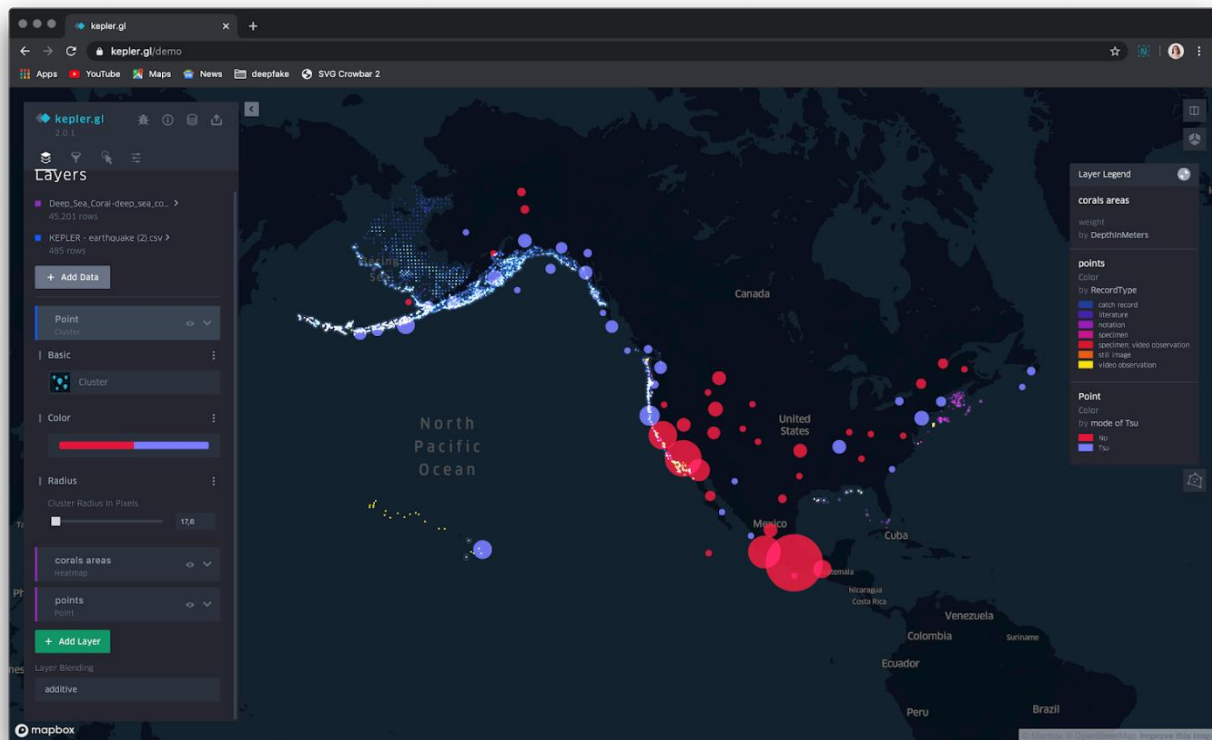 kepler.gl
kepler.gl/demo
Apps YouTube Maps News deepfake SVG Crowbar 2
kepler.gl
2.0.1
Layers
Deep_Sea_Coral-deep_sea_co...
45,201 rows
KEPLER - earthquake (2).csv
485 rows
+ Add Data
Point
Cluster
Basic
Cluster
Color
Radius
Cluster Radius in Pixels
17,6
corals areas
Heatmap
points
Point
+ Add Layer
Layer Blending
additive
mapbox
Canada
North
Pacific
Ocean
United
States
Mexico
Cuba
Nicaragua
Costa Rica
Venezuela
Colombia
Suriname
Ecuador
Peru
Brazil
Layer Legend
corals areas
weight
by DepthInMeters
points
Color
by RecordType
catch record
literature
notation
specimen
specimen; video observation
still image
video observation
Point
Color
by mode of Tsu
No
Tsu
© Mapbox © OpenStreetMap Improve this map